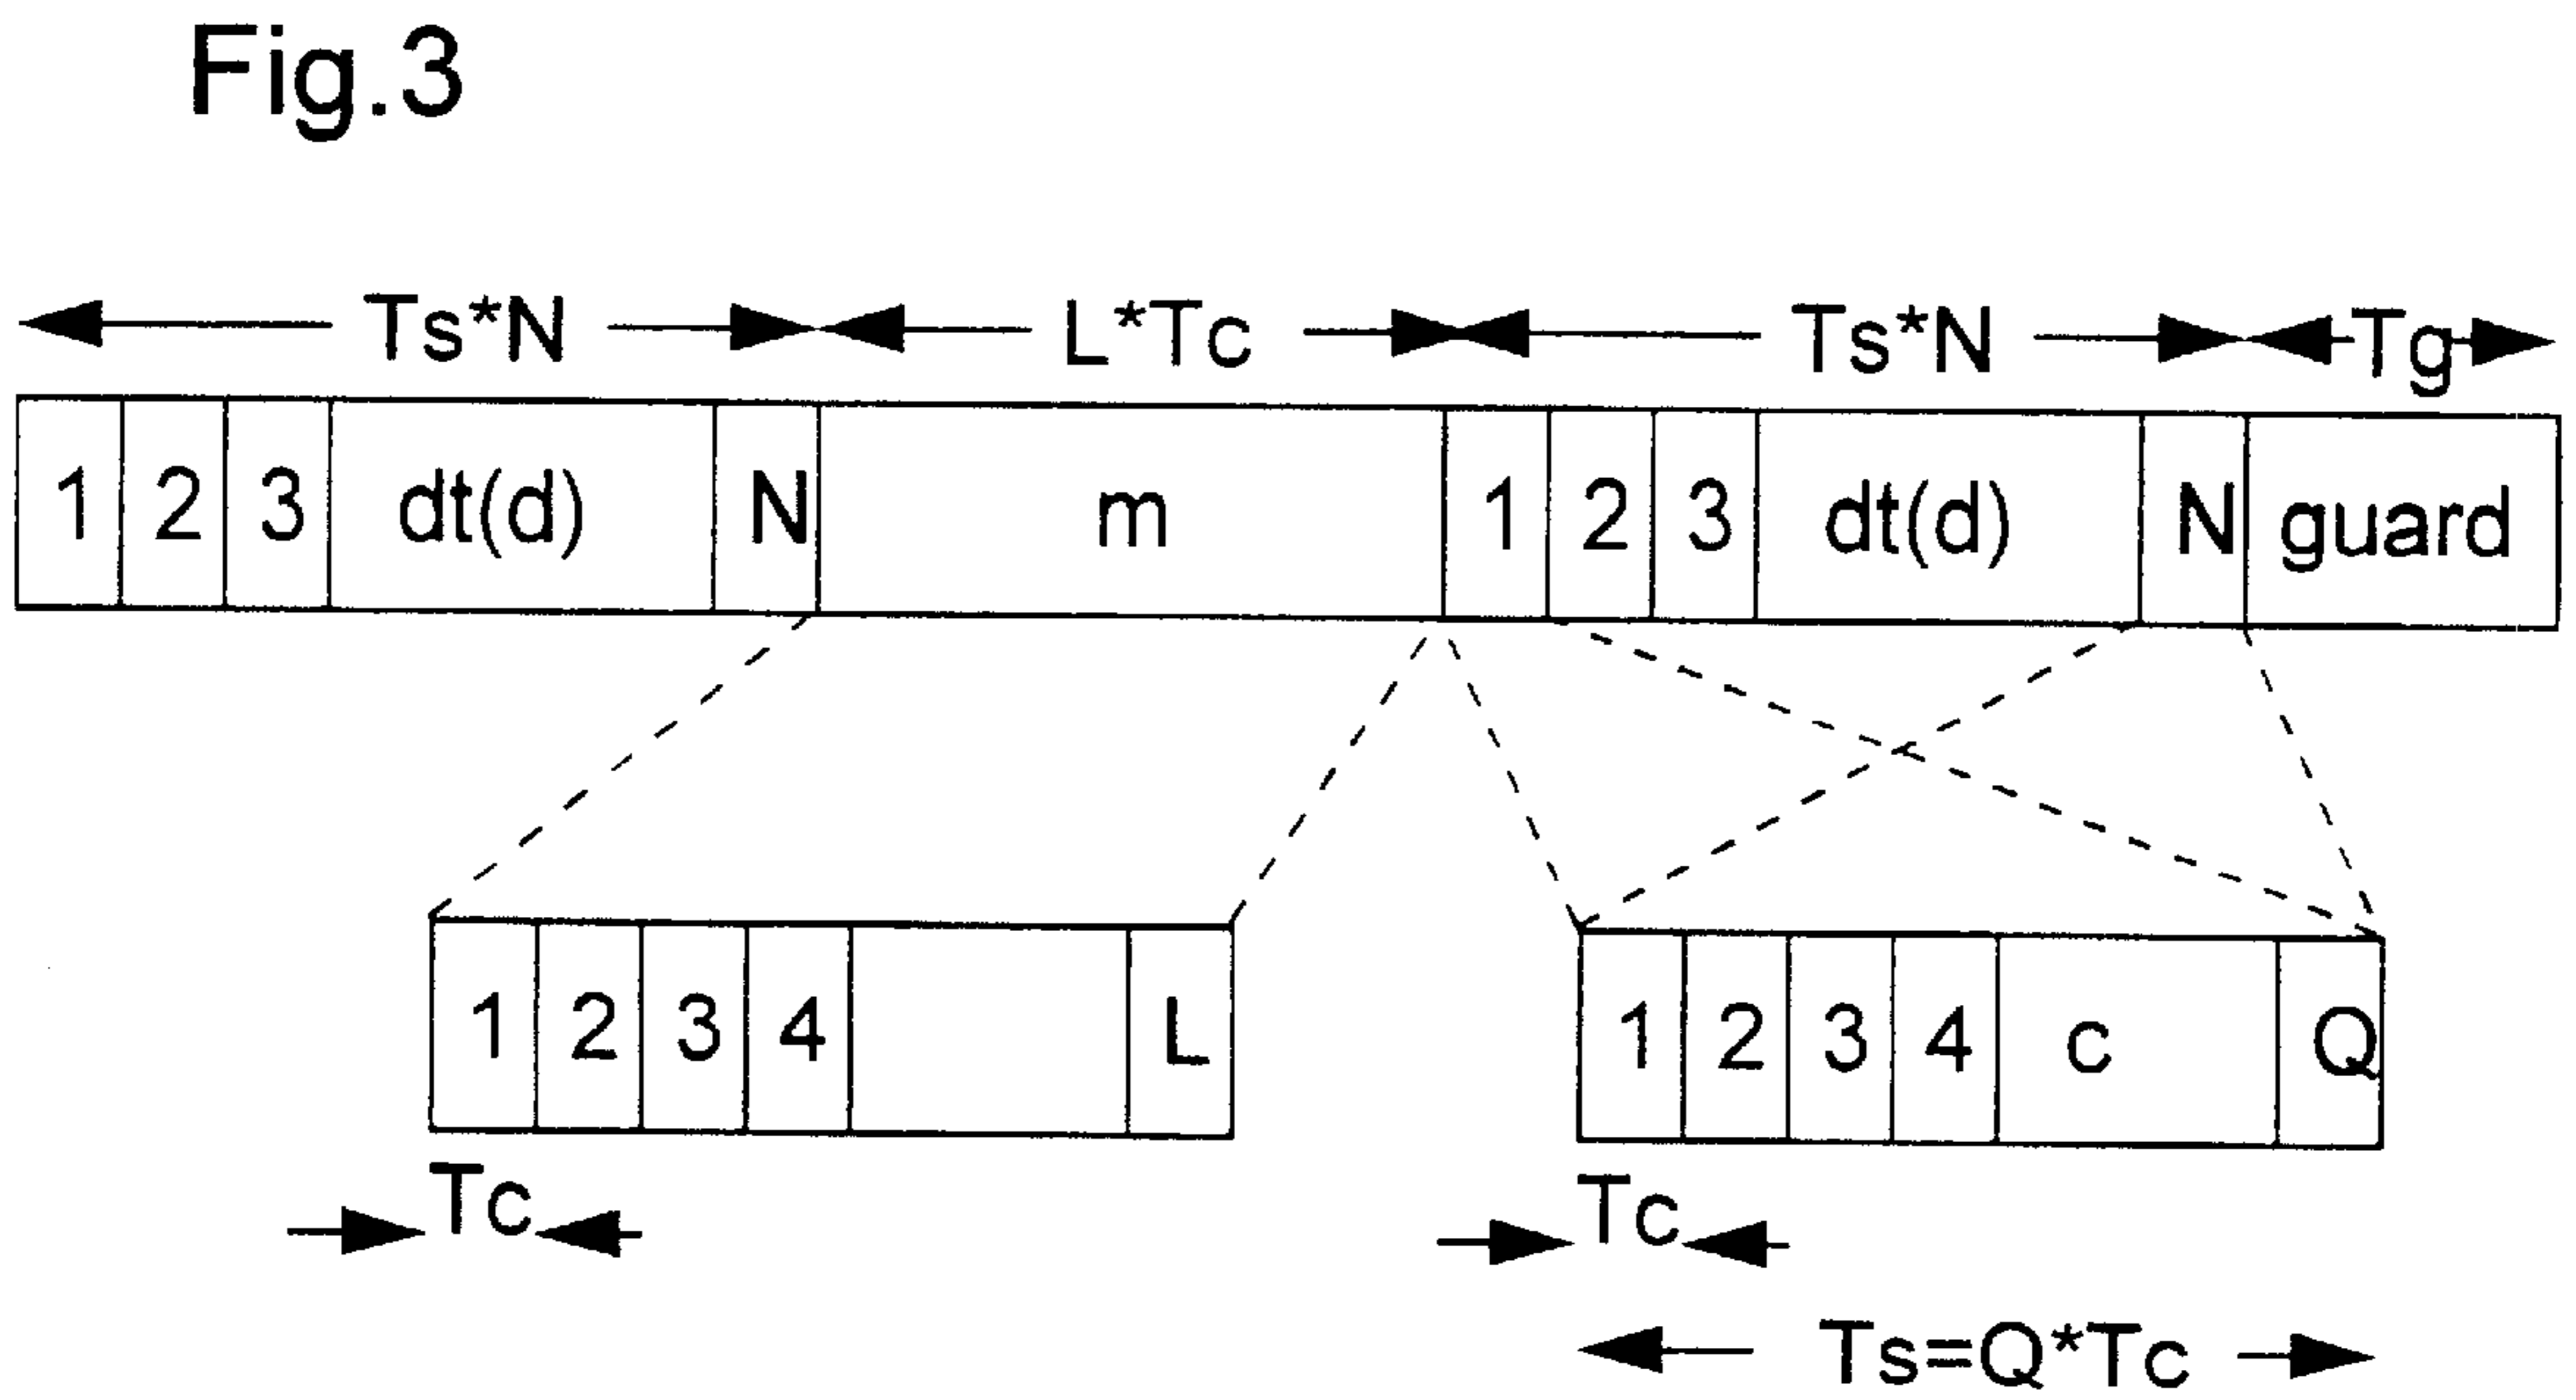 Fig.3
Ts*N L*Tc Ts*N Tg
1 2 3 dt(d) N m 1 2 3 dt(d) N guard
1 2 3 4 L 1 2 3 4 c Q
Tc Tc
Ts=Q*Tc